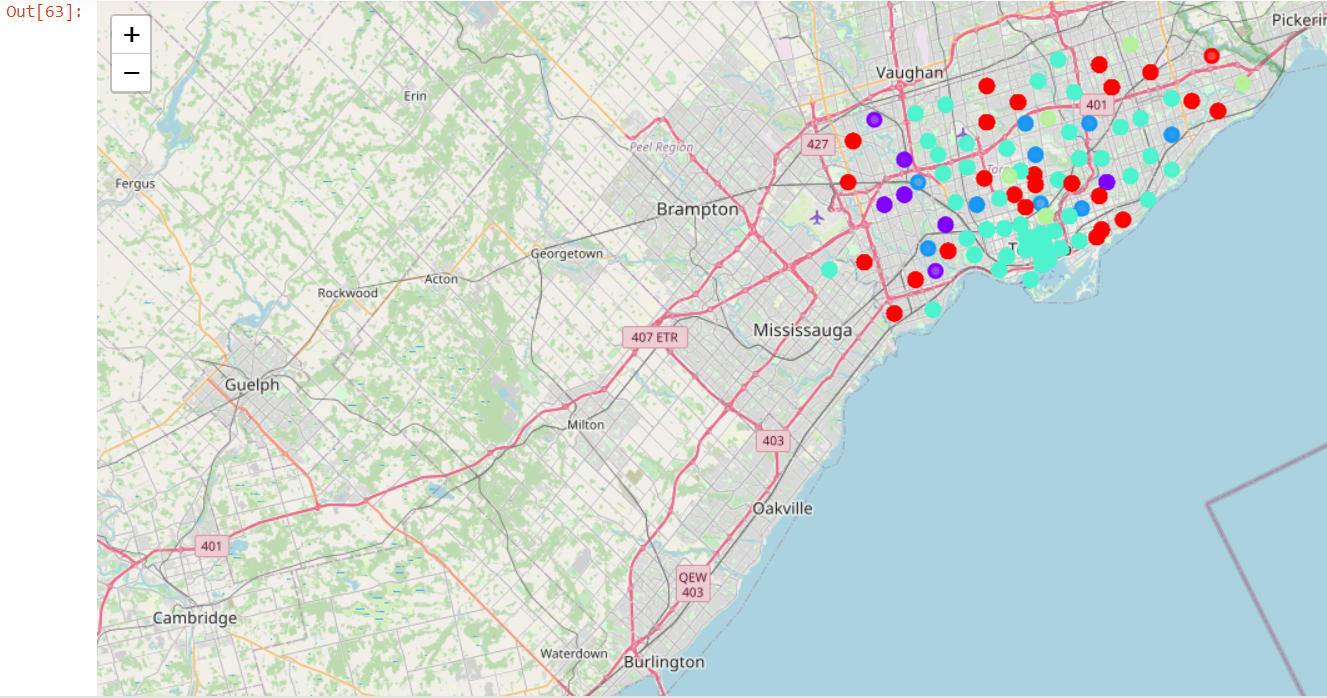 Out[63]:
+
−
Pickerin
Vaughan
Erin
401
427
Peel Region
Fergus
Brampton
Georgetown
Acton
Rockwood
Mississauga
407 ETR
Guelph
Milton
403
Oakville
401
QEW
403
Cambridge
Waterdown
Burlington